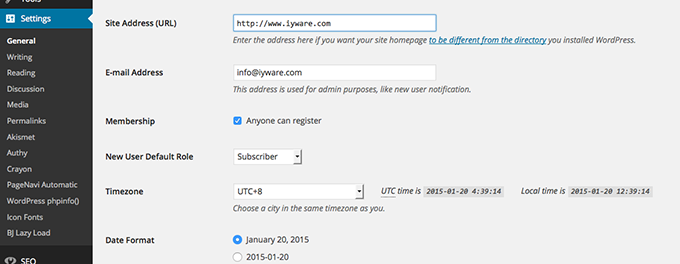 Tools
Settings
General
Writing
Reading
Discussion
Media
Permalinks
Akismet
Authy
Crayon
PageNavi Automatic
WordPress phpinfo()
Icon Fonts
BJ Lazy Load
SEO
Site Address (URL)
http://www.iyware.com
Enter the address here if you want your site homepage to be different from the directory you installed WordPress.
E-mail Address
info@iyware.com
This address is used for admin purposes, like new user notification.
Membership
Anyone can register
New User Default Role
Subscriber
Timezone
UTC+8
UTC time is 2015-01-20 4:39:14
Local time is 2015-01-20 12:39:14
Choose a city in the same timezone as you.
Date Format
January 20, 2015
2015-01-20